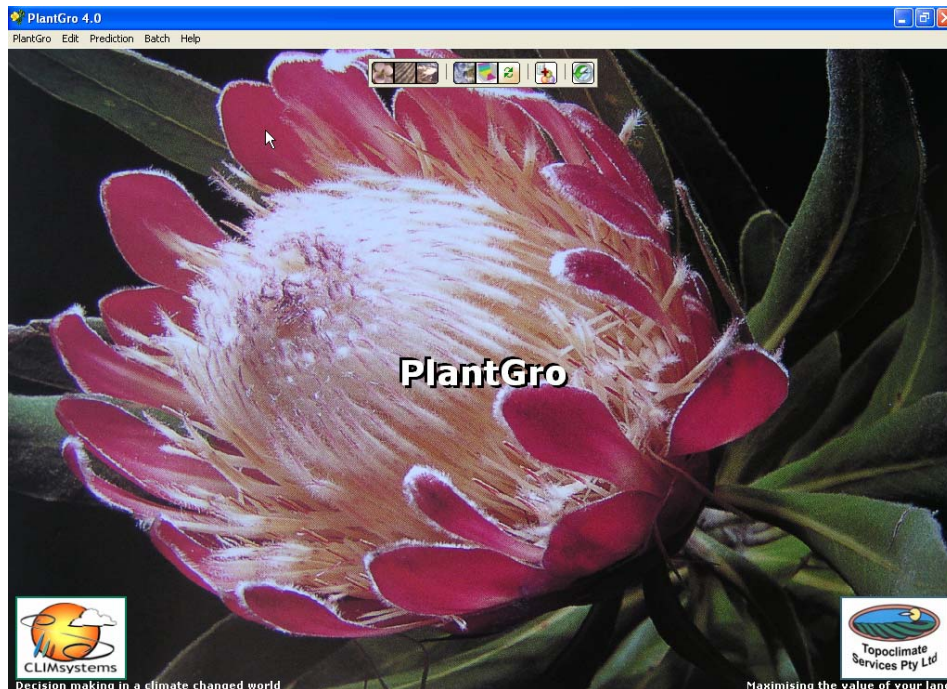 PlantGro 4.0
PlantGro Edit Prediction Batch Help
PlantGro
CLIMsystems
Topoclimate
Services Pty Ltd
Decision making in a climate changed world
Maximising the value of your land